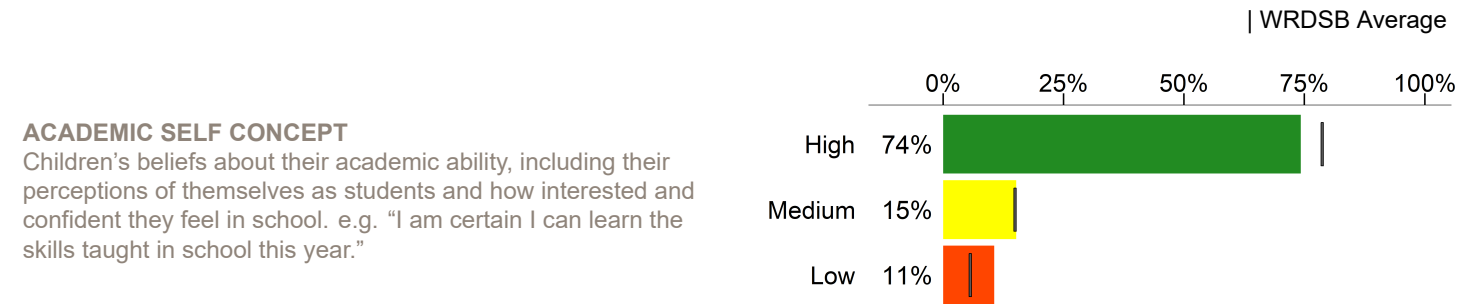 | WRDSB Average
0% 25% 50% 75% 100%
ACADEMIC SELF CONCEPT
Children’s beliefs about their academic ability, including their
perceptions of themselves as students and how interested and
confident they feel in school. e.g. “I am certain I can learn the
skills taught in school this year.”
High 74%
Medium 15%
Low 11%